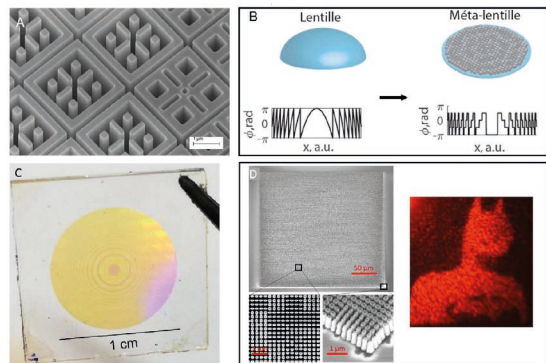 A
1 µm
B
Lentille
Méta-lentille
π
0
-π
ϕ,rad
x, a.u.
π
0
-π
ϕ,rad
x, a.u.
C
1 cm
D
50 µm
1 µm